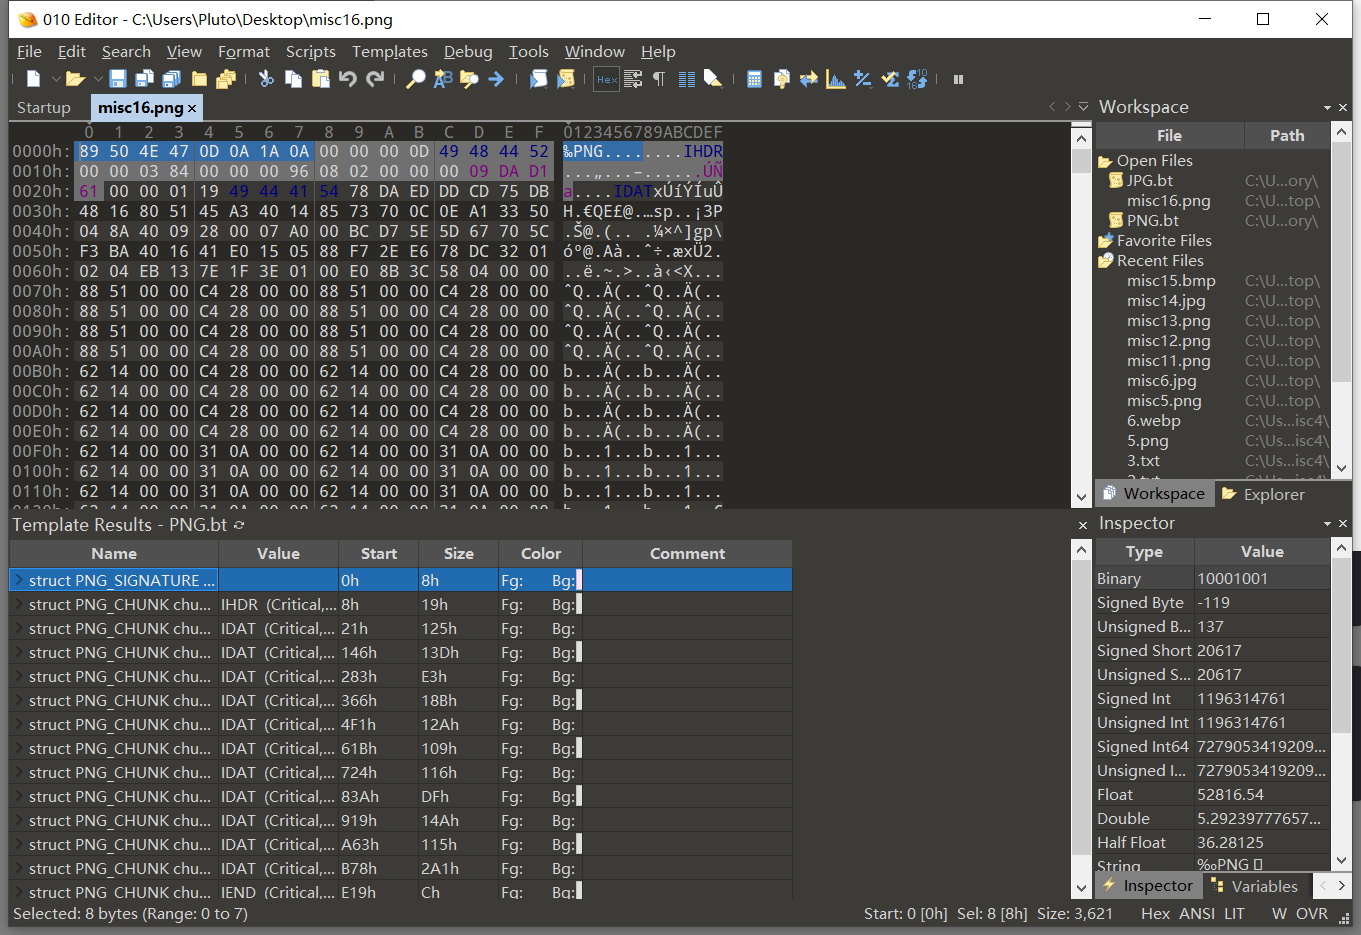 010 Editor - C:\Users\Pluto\Desktop\misc16.png
File Edit Search View Format Scripts Templates Debug Tools Window Help
Startup misc16.png ×
Workspace
0 1 2 3 4 5 6 7 8 9 A B C D E F 0123456789ABCDEF
0000h: 89 50 4E 47 0D 0A 1A 0A 00 00 00 0D 49 48 44 52 ‰PNG........IHDR
0010h: 00 00 03 84 00 00 00 96 08 02 00 00 00 09 DA D1 ...„...–.....ÚÑ
0020h: 61 00 00 01 19 49 44 41 54 78 DA ED DD CD 75 DB a....IDATxÚíÝÍuÛ
0030h: 48 16 80 51 45 A3 40 14 85 73 70 0C 0E A1 33 50 H.€QE£@.…sp..¡3P
0040h: 04 8A 40 09 28 00 07 A0 00 BC D7 5E 5D 67 70 5C .Š@.(.. .¼×^]gp\
0050h: F3 BA 40 16 41 E0 15 05 88 F7 2E E6 78 DC 32 01 óº@.Aà..ˆ÷.æxÜ2.
0060h: 02 04 EB 13 7E 1F 3E 01 00 E0 8B 3C 58 04 00 00 ..ë.~.>..à‹<X...
0070h: 88 51 00 00 C4 28 00 00 88 51 00 00 C4 28 00 00 ˆQ..Ä(..ˆQ..Ä(..
0080h: 88 51 00 00 C4 28 00 00 88 51 00 00 C4 28 00 00 ˆQ..Ä(..ˆQ..Ä(..
0090h: 88 51 00 00 C4 28 00 00 88 51 00 00 C4 28 00 00 ˆQ..Ä(..ˆQ..Ä(..
00A0h: 88 51 00 00 C4 28 00 00 88 51 00 00 C4 28 00 00 ˆQ..Ä(..ˆQ..Ä(..
00B0h: 62 14 00 00 C4 28 00 00 62 14 00 00 C4 28 00 00 b...Ä(..b...Ä(..
00C0h: 62 14 00 00 C4 28 00 00 62 14 00 00 C4 28 00 00 b...Ä(..b...Ä(..
00D0h: 62 14 00 00 C4 28 00 00 62 14 00 00 C4 28 00 00 b...Ä(..b...Ä(..
00E0h: 62 14 00 00 C4 28 00 00 62 14 00 00 C4 28 00 00 b...Ä(..b...Ä(..
00F0h: 62 14 00 00 31 0A 00 00 62 14 00 00 31 0A 00 00 b...1...b...1...
0100h: 62 14 00 00 31 0A 00 00 62 14 00 00 31 0A 00 00 b...1...b...1...
0110h: 62 14 00 00 31 0A 00 00 62 14 00 00 31 0A 00 00 b...1...b...1...
File Path
Open Files
JPG.bt C:\U...ory\
misc16.png C:\U...top\
PNG.bt C:\U...ory\
Favorite Files
Recent Files
misc15.bmp C:\U...top\
misc14.jpg C:\U...top\
misc13.png C:\U...top\
misc12.png C:\U...top\
misc11.png C:\U...top\
misc6.jpg C:\U...top\
misc5.png C:\U...top\
6.webp C:\Us...isc4\
5.png C:\Us...isc4\
3.txt C:\Us...isc4\
Workspace Explorer
Template Results - PNG.bt
Name Value Start Size Color Comment
struct PNG_SIGNATURE ... 0h 8h Fg: Bg:
struct PNG_CHUNK chu... IHDR (Critical,... 8h 19h Fg: Bg:
struct PNG_CHUNK chu... IDAT (Critical,... 21h 125h Fg: Bg:
struct PNG_CHUNK chu... IDAT (Critical,... 146h 13Dh Fg: Bg:
struct PNG_CHUNK chu... IDAT (Critical,... 283h E3h Fg: Bg:
struct PNG_CHUNK chu... IDAT (Critical,... 366h 18Bh Fg: Bg:
struct PNG_CHUNK chu... IDAT (Critical,... 4F1h 12Ah Fg: Bg:
struct PNG_CHUNK chu... IDAT (Critical,... 61Bh 109h Fg: Bg:
struct PNG_CHUNK chu... IDAT (Critical,... 724h 116h Fg: Bg:
struct PNG_CHUNK chu... IDAT (Critical,... 83Ah DFh Fg: Bg:
struct PNG_CHUNK chu... IDAT (Critical,... 919h 14Ah Fg: Bg:
struct PNG_CHUNK chu... IDAT (Critical,... A63h 115h Fg: Bg:
struct PNG_CHUNK chu... IDAT (Critical,... B78h 2A1h Fg: Bg:
struct PNG_CHUNK chu... IEND (Critical,... E19h Ch Fg: Bg:
Inspector
Type Value
Binary 10001001
Signed Byte -119
Unsigned B... 137
Signed Short 20617
Unsigned S... 20617
Signed Int 1196314761
Unsigned Int 1196314761
Signed Int64 7279053419209...
Unsigned I... 7279053419209...
Float 52816.54
Double 5.29239777657...
Half Float 36.28125
String ‰PNG
Inspector Variables
Selected: 8 bytes (Range: 0 to 7) Start: 0 [0h] Sel: 8 [8h] Size: 3,621 Hex ANSI LIT W OVR